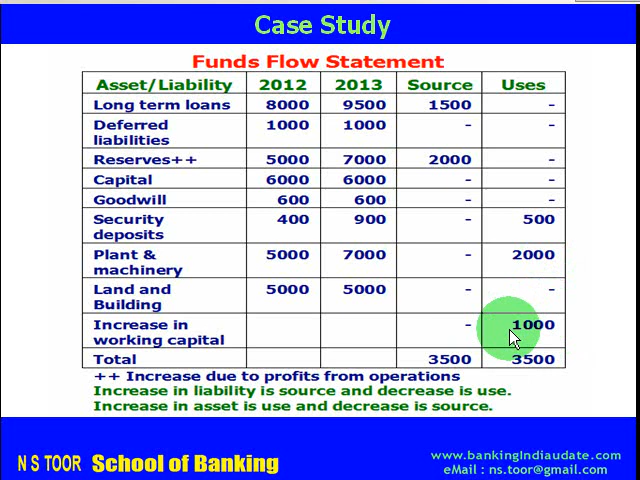 Case Study
Funds Flow Statement
Asset/Liability 2012 2013 Source Uses
Long term loans 8000 9500 1500 -
Deferred
liabilities 1000 1000 - -
Reserves++ 5000 7000 2000 -
Capital 6000 6000 - -
Goodwill 600 600 - -
Security
deposits 400 900 - 500
Plant &
machinery 5000 7000 - 2000
Land and
Building 5000 5000 - -
Increase in
working capital - 1000
Total 3500 3500
++ Increase due to profits from operations
Increase in liability is source and decrease is use.
Increase in asset is use and decrease is source.
N S TOOR School of Banking
www.bankingIndiaudate.com
eMail : ns.toor@gmail.com